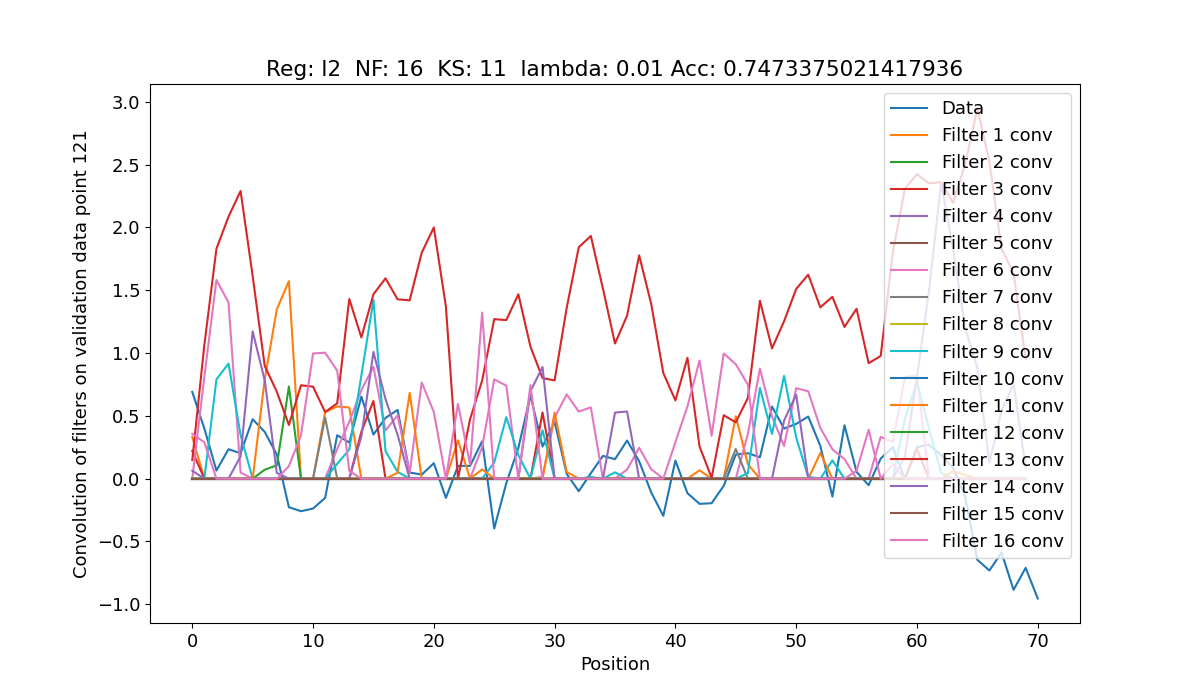 Reg: l2  NF: 16  KS: 11  lambda: 0.01 Acc: 0.7473375021417936
Convolution of filters on validation data point 121
3.0
2.5
2.0
1.5
1.0
0.5
0.0
−0.5
−1.0
Data
Filter 1 conv
Filter 2 conv
Filter 3 conv
Filter 4 conv
Filter 5 conv
Filter 6 conv
Filter 7 conv
Filter 8 conv
Filter 9 conv
Filter 10 conv
Filter 11 conv
Filter 12 conv
Filter 13 conv
Filter 14 conv
Filter 15 conv
Filter 16 conv
0 10 20 30 40 50 60 70
Position